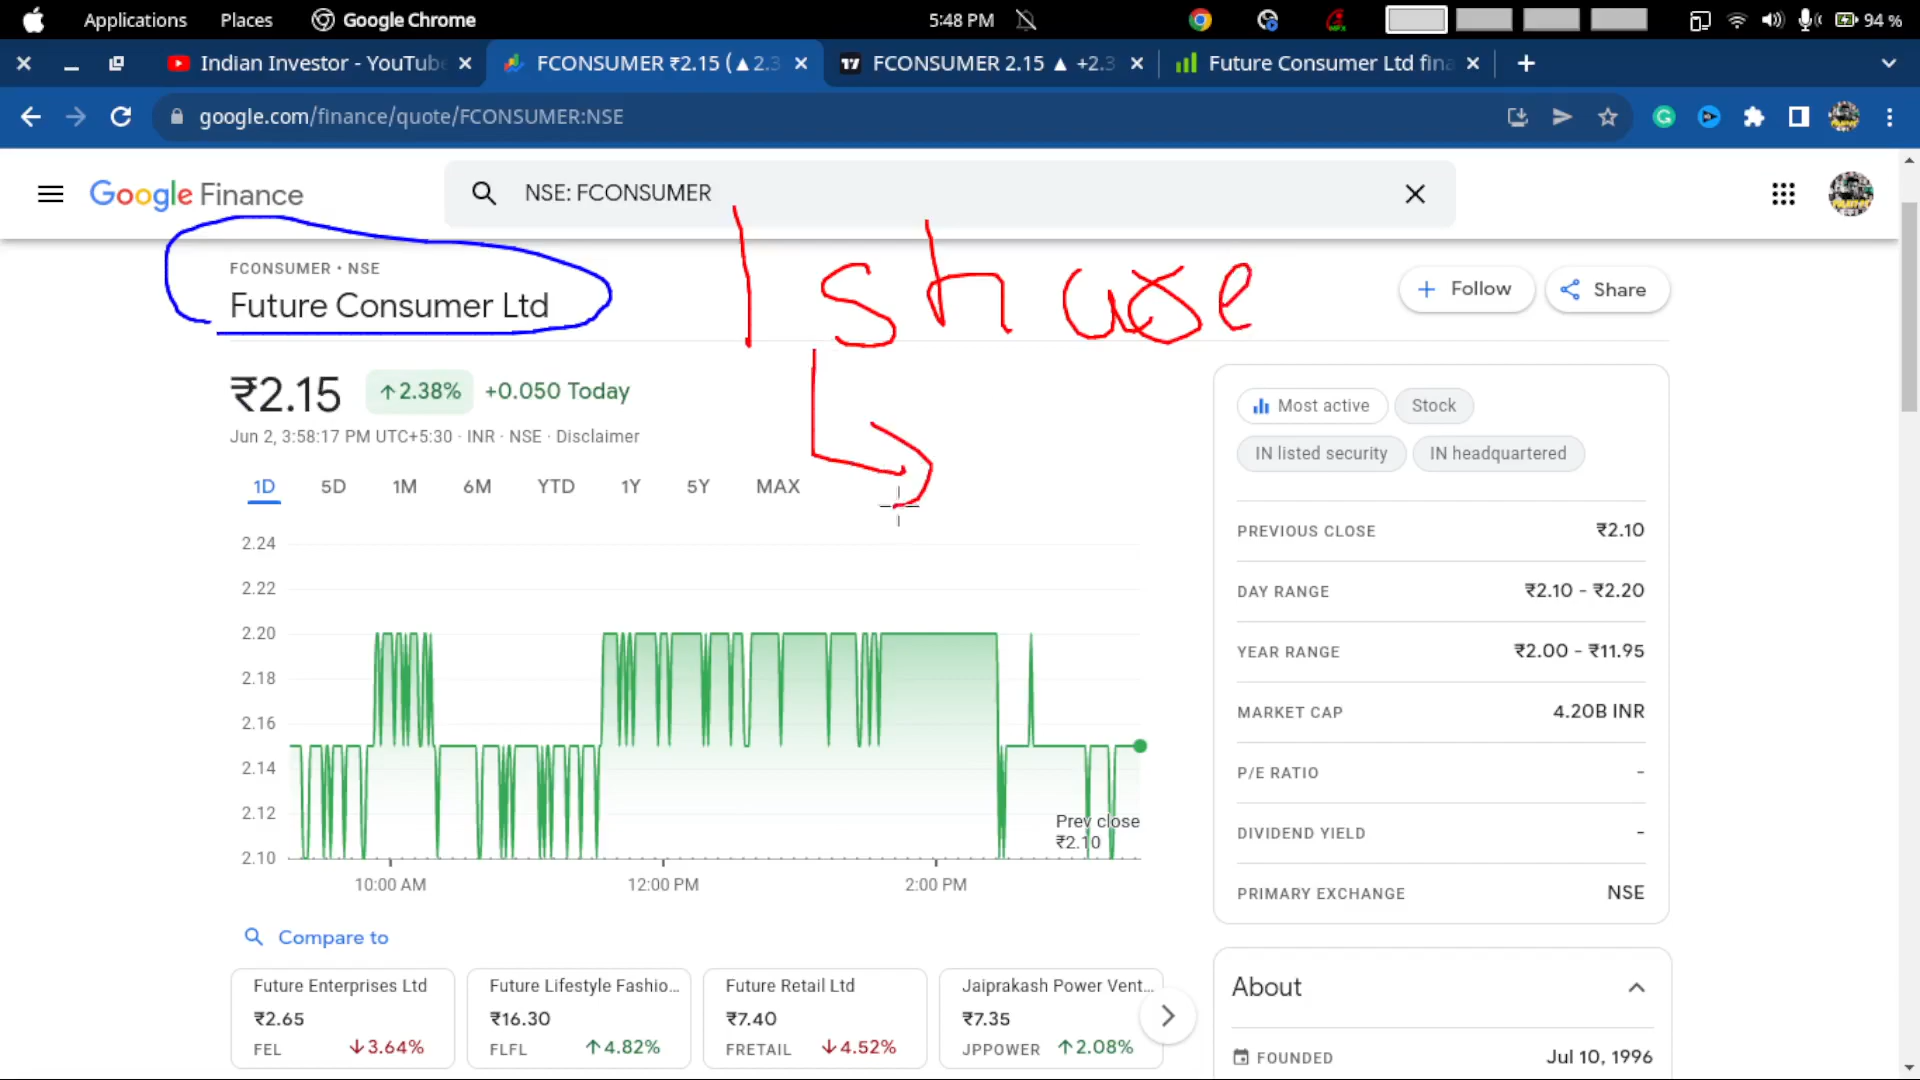 Applications Places Google Chrome 5:48 PM 94 %
Indian Investor - YouTub FCONSUMER ₹2.15 (▲2.3 FCONSUMER 2.15 ▲ +2.3 Future Consumer Ltd fina
google.com/finance/quote/FCONSUMER:NSE
Google Finance
NSE: FCONSUMER
1 share
FCONSUMER • NSE
Future Consumer Ltd
+ Follow
Share
₹2.15 ↑2.38% +0.050 Today
Jun 2, 3:58:17 PM UTC+5:30 · INR · NSE · Disclaimer
1D 5D 1M 6M YTD 1Y 5Y MAX
2.24
2.22
2.20
2.18
2.16
2.14
2.12
2.10
Prev close
₹2.10
10:00 AM 12:00 PM 2:00 PM
Most active Stock
IN listed security IN headquartered
PREVIOUS CLOSE ₹2.10
DAY RANGE ₹2.10 - ₹2.20
YEAR RANGE ₹2.00 - ₹11.95
MARKET CAP 4.20B INR
P/E RATIO -
DIVIDEND YIELD -
PRIMARY EXCHANGE NSE
Compare to
Future Enterprises Ltd
₹2.65
FEL ↓3.64%
Future Lifestyle Fashio...
₹16.30
FLFL ↑4.82%
Future Retail Ltd
₹7.40
FRETAIL ↓4.52%
Jaiprakash Power Vent...
₹7.35
JPPOWER ↑2.08%
About
FOUNDED Jul 10, 1996